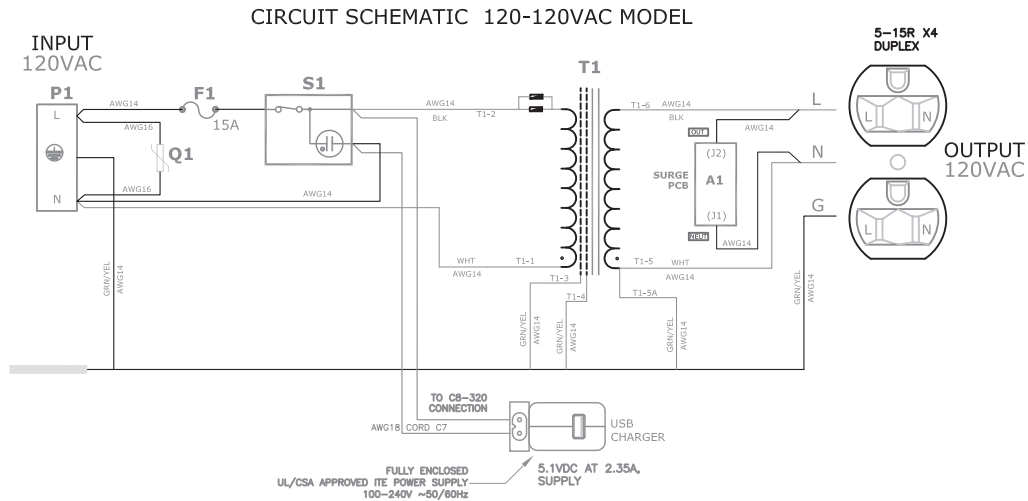 CIRCUIT SCHEMATIC 120-120VAC MODEL
INPUT
120VAC
P1
L
N
AWG14
AWG16
Q1
AWG16
AWG14
F1
15A
S1
AWG14
BLK
T1-2
T1
T1-6
AWG14
BLK
OUT
AWG14
(J2)
SURGE
PCB
A1
(J1)
NEUT
AWG14
L
N
G
5-15R X4
DUPLEX
L
N
OUTPUT
120VAC
L
N
WHT
T1-1
AWG14
T1-5
WHT
AWG14
T1-3
T1-4
T1-5A
GRN/YEL
AWG14
GRN/YEL
AWG14
GRN/YEL
AWG14
GRN/YEL
AWG14
GRN/YEL
AWG14
TO C8-320
CONNECTION
AWG18 CORD C7
USB
CHARGER
FULLY ENCLOSED
UL/CSA APPROVED ITE POWER SUPPLY
100-240V ~50/60Hz
5.1VDC AT 2.35A,
SUPPLY